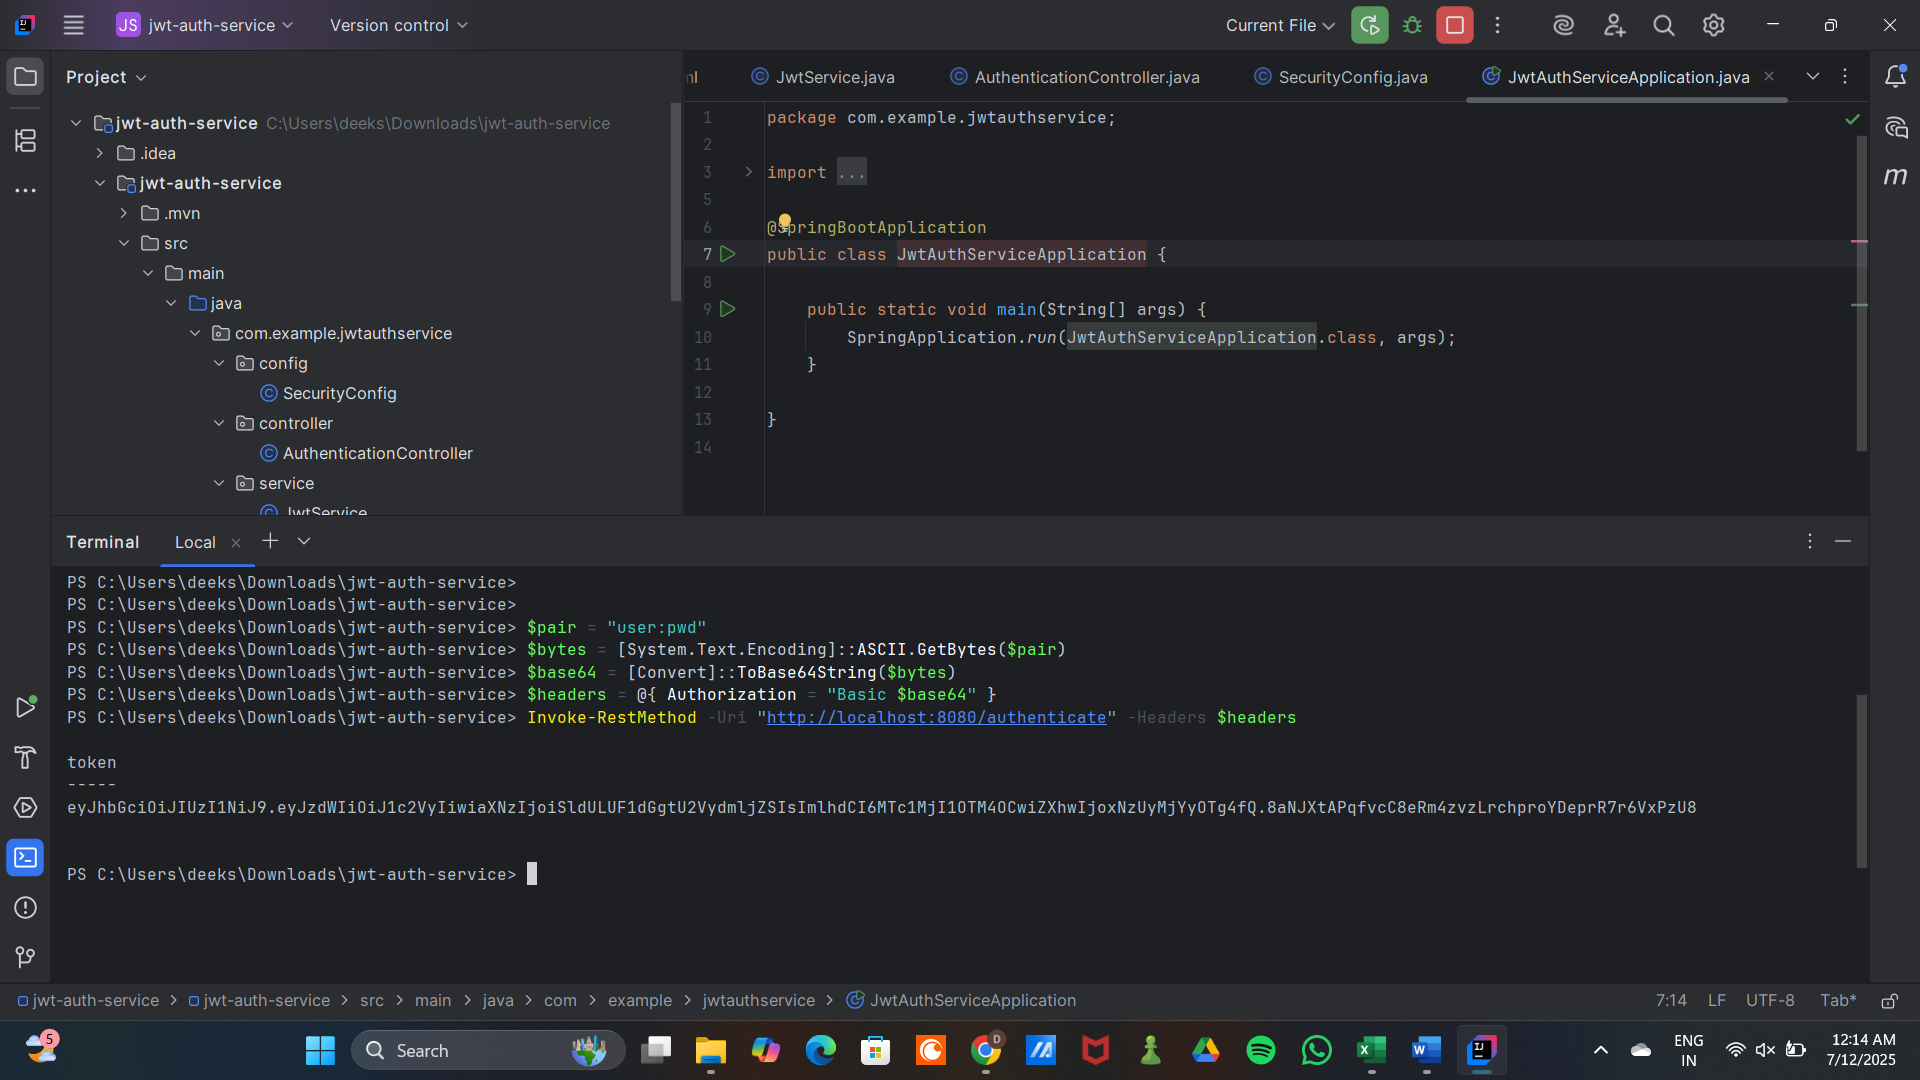 JS jwt-auth-service Version control Current File
Project
ml JwtService.java AuthenticationController.java SecurityConfig.java JwtAuthServiceApplication.java
jwt-auth-service C:\Users\deeks\Downloads\jwt-auth-service
.idea
jwt-auth-service
.mvn
src
main
java
com.example.jwtauthservice
config
SecurityConfig
controller
AuthenticationController
service
JwtService
1 package com.example.jwtauthservice;
2
3 import ...
5
6 @SpringBootApplication
7 public class JwtAuthServiceApplication {
8
9 public static void main(String[] args) {
10 SpringApplication.run(JwtAuthServiceApplication.class, args);
11 }
12
13 }
14
Terminal Local
PS C:\Users\deeks\Downloads\jwt-auth-service>
PS C:\Users\deeks\Downloads\jwt-auth-service>
PS C:\Users\deeks\Downloads\jwt-auth-service> $pair = "user:pwd"
PS C:\Users\deeks\Downloads\jwt-auth-service> $bytes = [System.Text.Encoding]::ASCII.GetBytes($pair)
PS C:\Users\deeks\Downloads\jwt-auth-service> $base64 = [Convert]::ToBase64String($bytes)
PS C:\Users\deeks\Downloads\jwt-auth-service> $headers = @{ Authorization = "Basic $base64" }
PS C:\Users\deeks\Downloads\jwt-auth-service> Invoke-RestMethod -Uri "http://localhost:8080/authenticate" -Headers $headers
token
-----
eyJhbGciOiJIUzI1NiJ9.eyJzdWIiOiJ1c2VyIiwiaXNzIjoiSldULUF1dGgtU2VydmljZSIsImlhdCI6MTc1MjI1OTM4OCwiZXhwIjoxNzUyMjYyOTg4fQ.8aNJXtAPqfvcC8eRm4zvzLrchproYDeprR7r6VxPzU8
PS C:\Users\deeks\Downloads\jwt-auth-service>
jwt-auth-service > jwt-auth-service > src > main > java > com > example > jwtauthservice > JwtAuthServiceApplication 7:14 LF UTF-8 Tab*
5 Search D ENG 12:14 AM
IN 7/12/2025